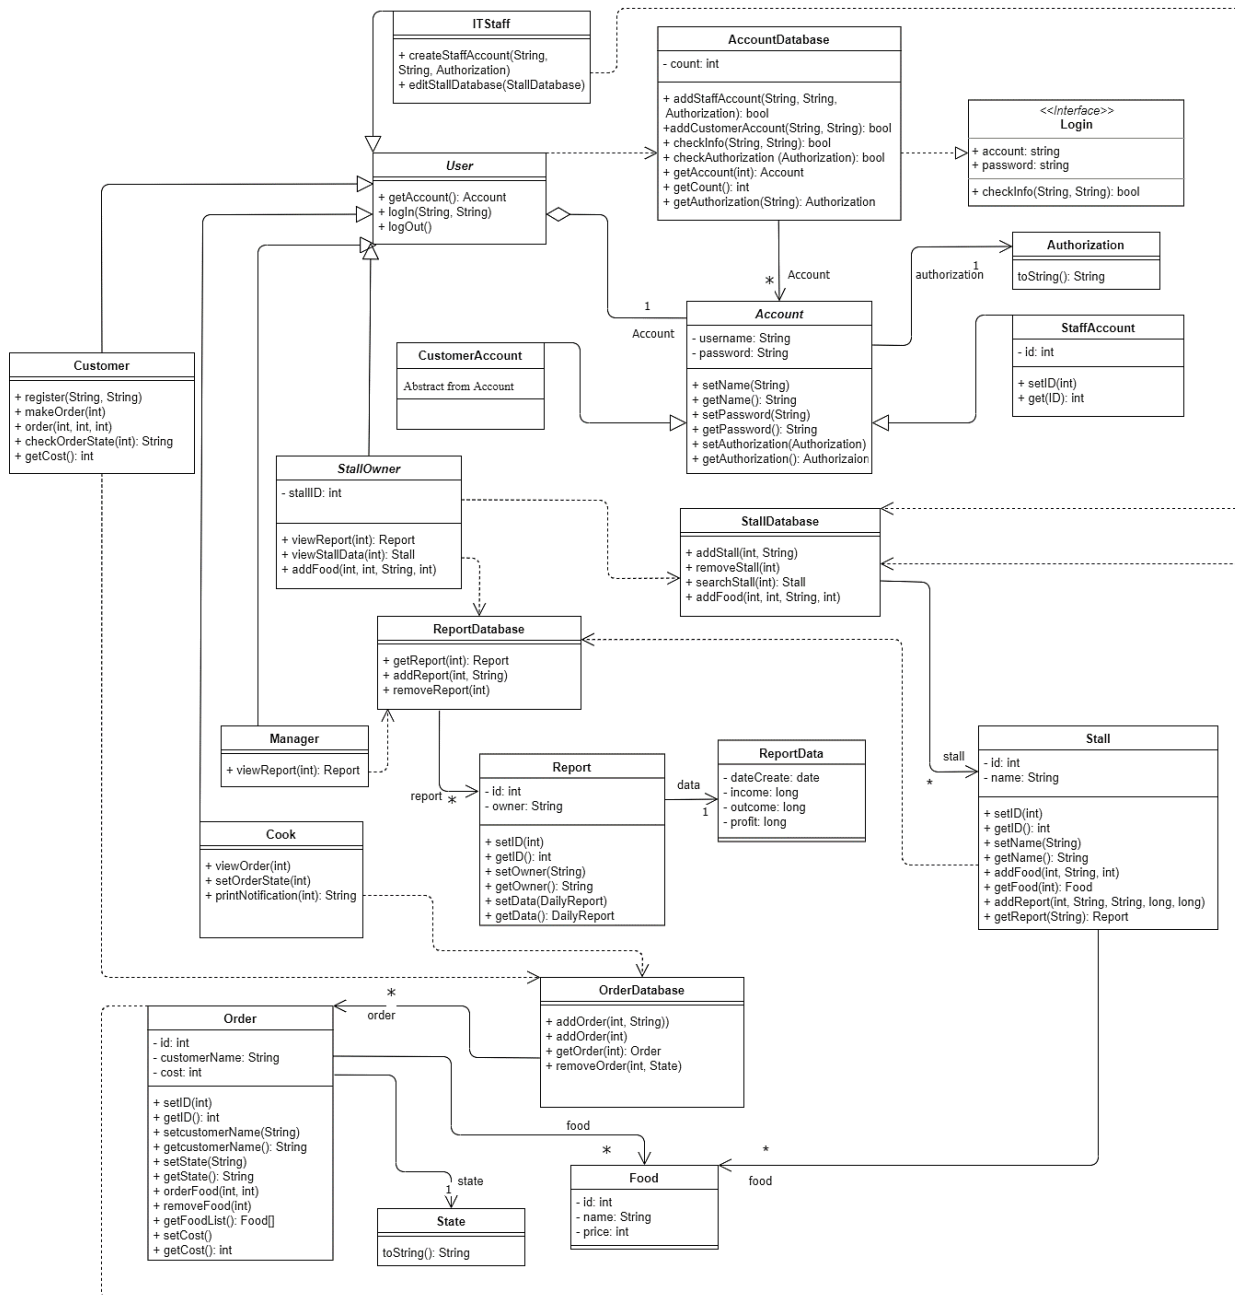 ITStaff
+ createStaffAccount(String,
String, Authorization)
+ editStallDatabase(StallDatabase)
AccountDatabase
- count: int
+ addStaffAccount(String, String,
Authorization): bool
+addCustomerAccount(String, String): bool
+ checkInfo(String, String): bool
+ checkAuthorization (Authorization): bool
+ getAccount(int): Account
+ getCount(): int
+ getAuthorization(String): Authorization
<<Interface>>
Login
+ account: string
+ password: string
+ checkInfo(String, String): bool
User
+ getAccount(): Account
+ logIn(String, String)
+ logOut()
Authorization
toString(): String
authorization
1
*
Account
1
Account
Account
- username: String
- password: String
+ setName(String)
+ getName(): String
+ setPassword(String)
+ getPassword(): String
+ setAuthorization(Authorization)
+ getAuthorization(): Authorizaion
StaffAccount
- id: int
+ setID(int)
+ get(ID): int
CustomerAccount
Abstract from Account
Customer
+ register(String, String)
+ makeOrder(int)
+ order(int, int, int)
+ checkOrderState(int): String
+ getCost(): int
StallOwner
- stallID: int
+ viewReport(int): Report
+ viewStallData(int): Stall
+ addFood(int, int, String, int)
StallDatabase
+ addStall(int, String)
+ removeStall(int)
+ searchStall(int): Stall
+ addFood(int, int, String, int)
ReportDatabase
+ getReport(int): Report
+ addReport(int, String)
+ removeReport(int)
Manager
+ viewReport(int): Report
report
*
Report
- id: int
- owner: String
+ setID(int)
+ getID(): int
+ setOwner(String)
+ getOwner(): String
+ setData(DailyReport)
+ getData(): DailyReport
data
1
ReportData
- dateCreate: date
- income: long
- outcome: long
- profit: long
stall
*
Stall
- id: int
- name: String
+ setID(int)
+ getID(): int
+ setName(String)
+ getName(): String
+ addFood(int, String, int)
+ getFood(int): Food
+ addReport(int, String, String, long, long)
+ getReport(String): Report
Cook
+ viewOrder(int)
+ setOrderState(int)
+ printNotification(int): String
OrderDatabase
+ addOrder(int, String))
+ addOrder(int)
+ getOrder(int): Order
+ removeOrder(int, State)
*
order
Order
- id: int
- customerName: String
- cost: int
+ setID(int)
+ getID(): int
+ setcustomerName(String)
+ getcustomerName(): String
+ setState(String)
+ getState(): String
+ orderFood(int, int)
+ removeFood(int)
+ getFoodList(): Food[]
+ setCost()
+ getCost(): int
food
*
*
food
state
1
State
toString(): String
Food
- id: int
- name: String
- price: int